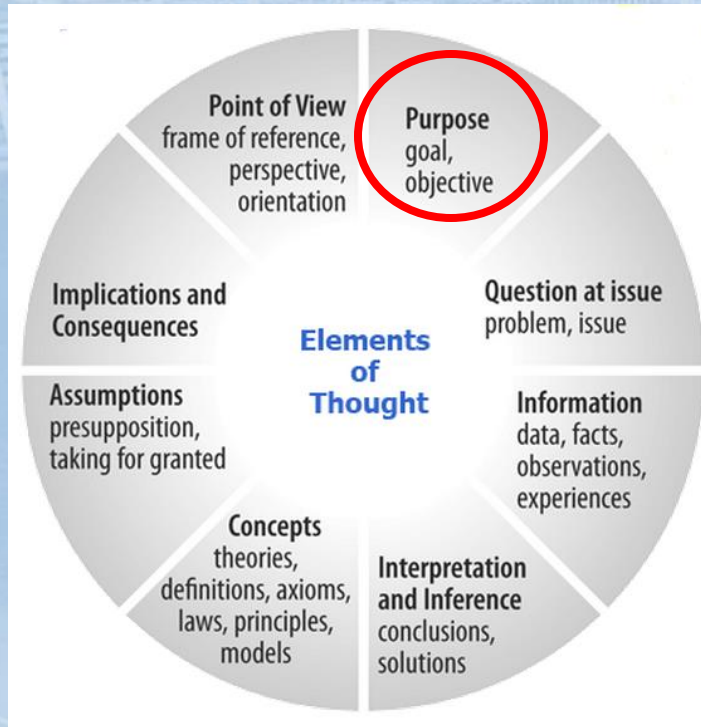 Point of View
frame of reference,
perspective,
orientation
Purpose
goal,
objective
Question at issue
problem, issue
Information
data, facts,
observations,
experiences
Interpretation
and Inference
conclusions,
solutions
Concepts
theories,
definitions, axioms,
laws, principles,
models
Assumptions
presupposition,
taking for granted
Implications and
Consequences
Elements
of
Thought